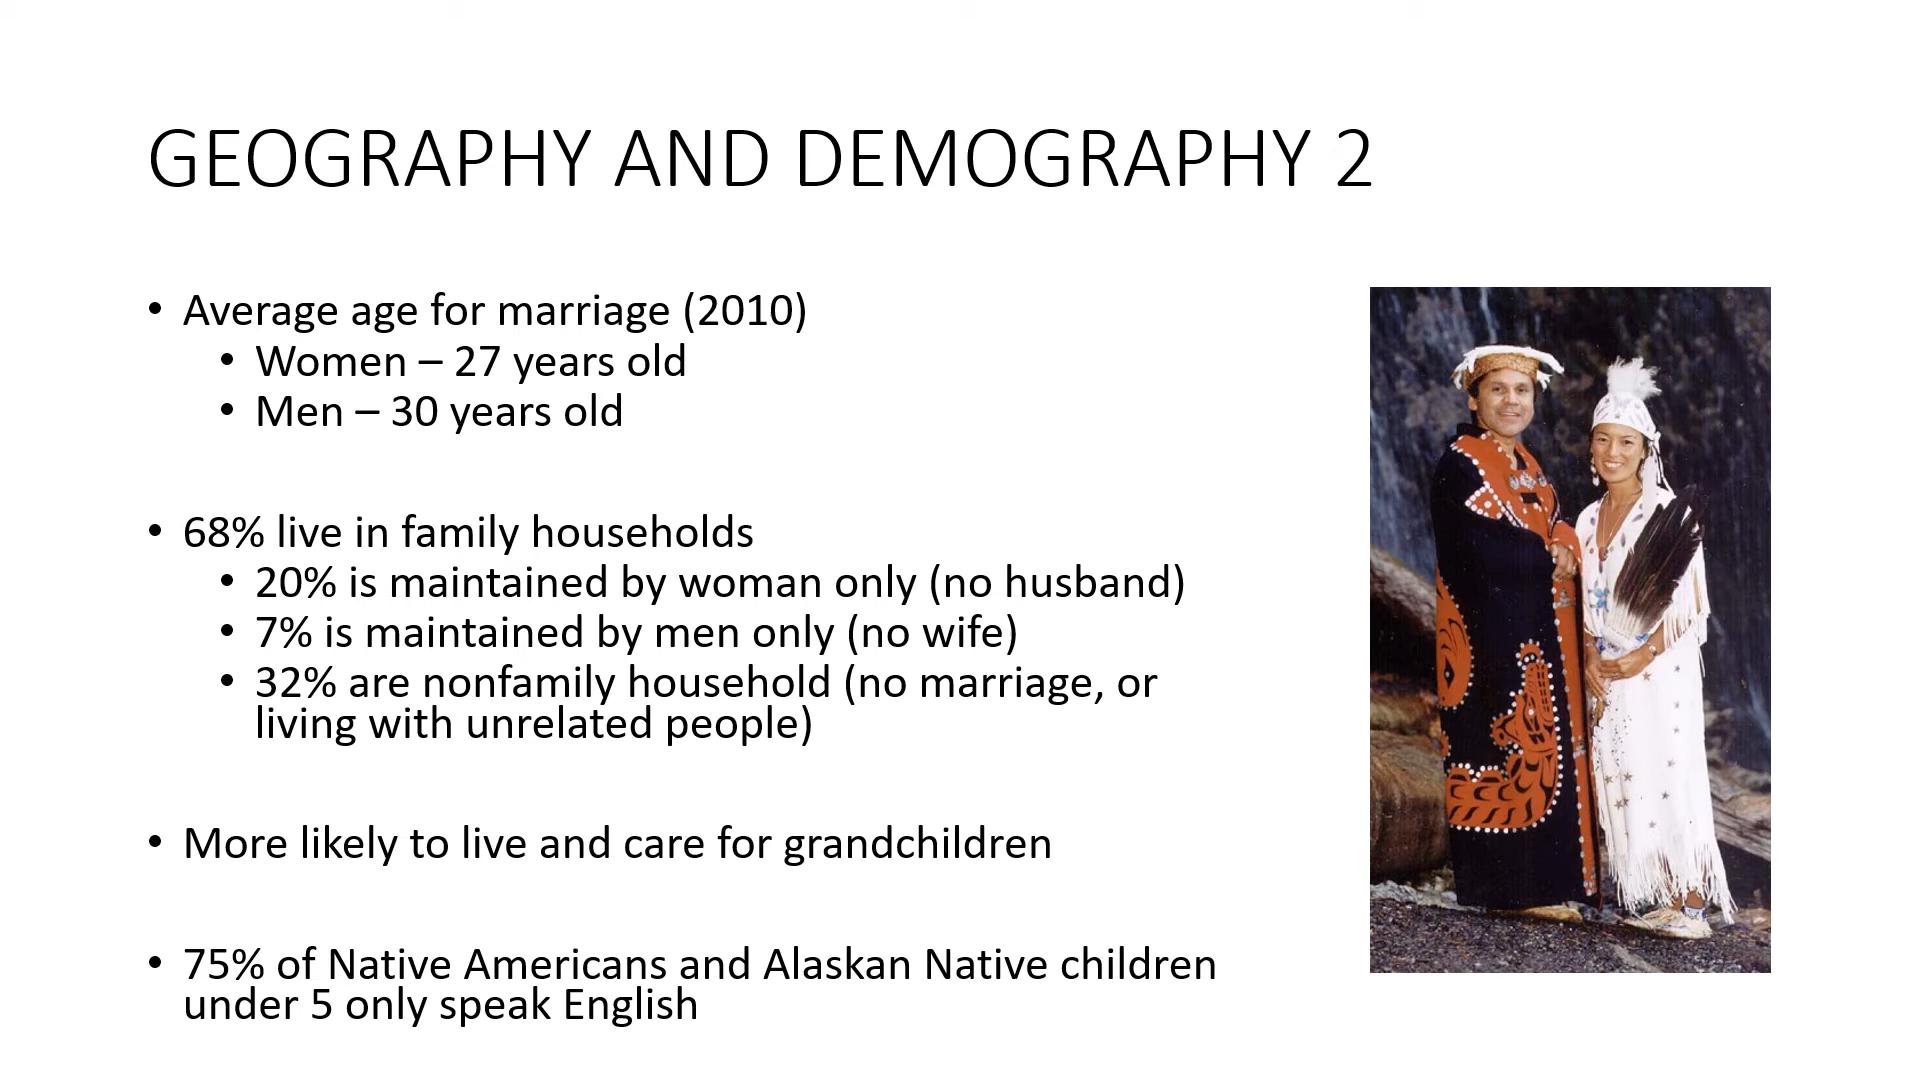 GEOGRAPHY AND DEMOGRAPHY 2
• Average age for marriage (2010)
• Women – 27 years old
• Men – 30 years old
• 68% live in family households
• 20% is maintained by woman only (no husband)
• 7% is maintained by men only (no wife)
• 32% are nonfamily household (no marriage, or
living with unrelated people)
• More likely to live and care for grandchildren
• 75% of Native Americans and Alaskan Native children
under 5 only speak English